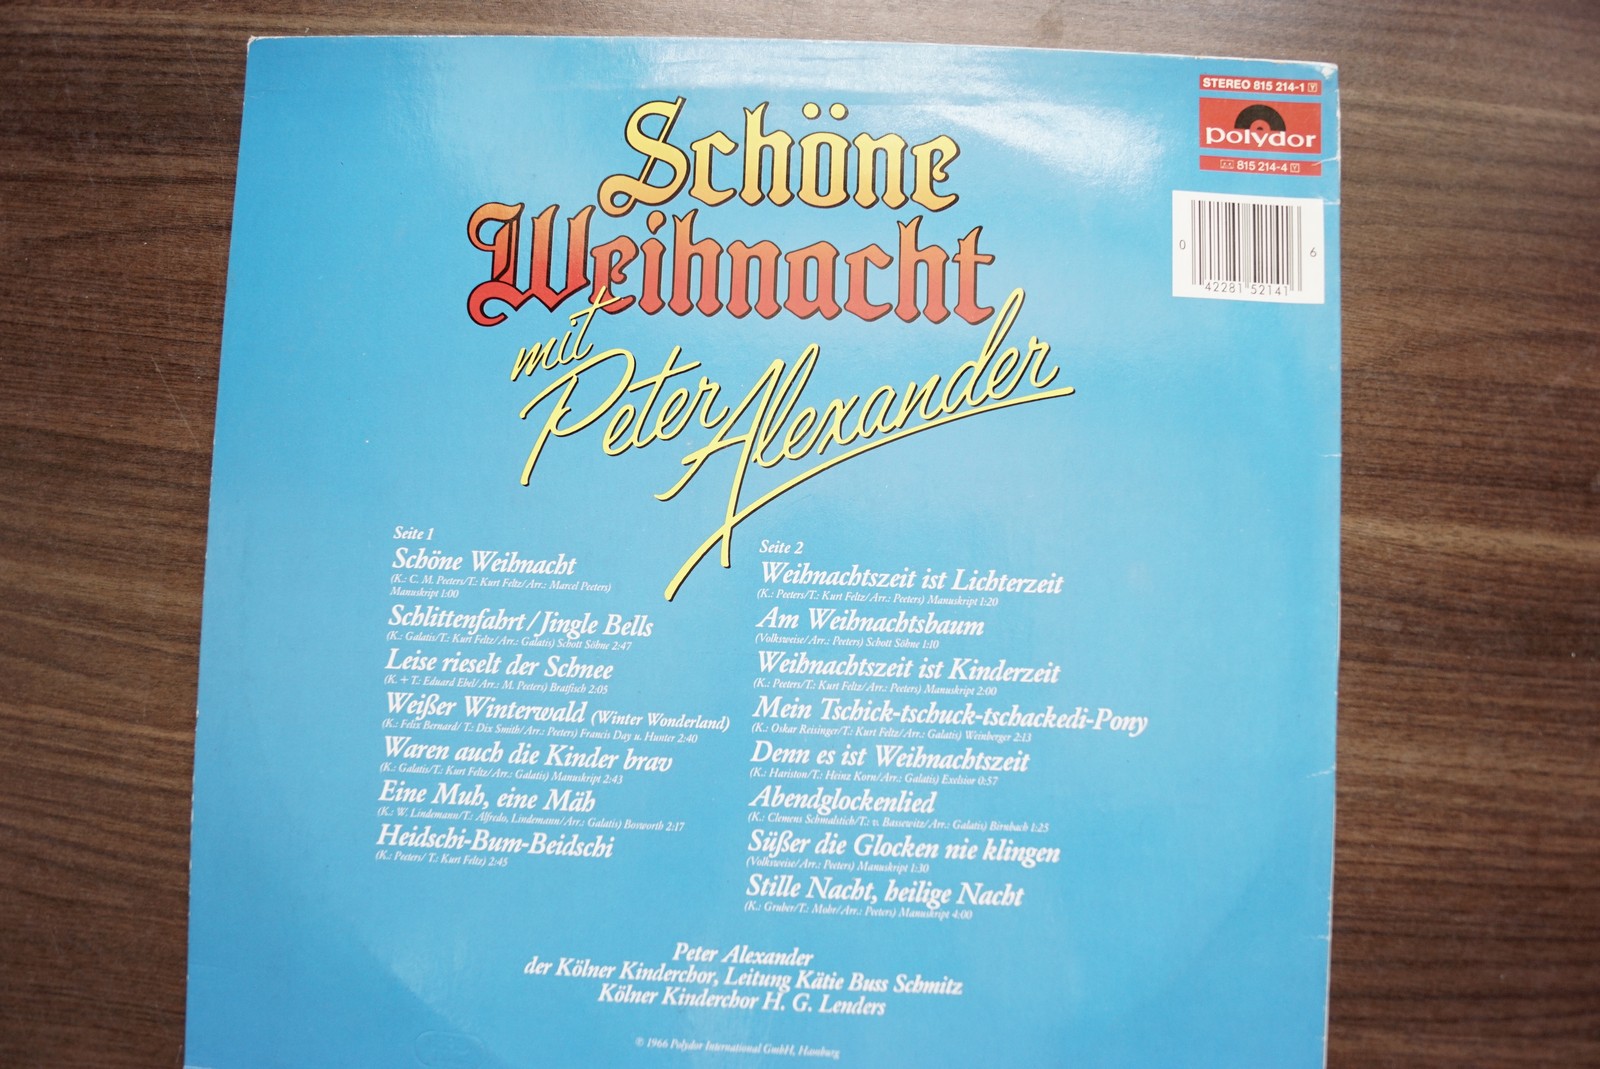 STEREO 815 214-1 Y
polydor
815 214-4 Y
0 42281 52141 6
Schöne
Weihnacht
mit
Peter Alexander
Seite 1
Schöne Weihnacht
(K.: C. M. Peeters/T.: Kurt Feltz/Arr.: Marcel Peeters)
Manuskript 1:00
Schlittenfahrt/Jingle Bells
(K.: Galatis/T.: Kurt Feltz/Arr.: Galatis) Schott Söhne 2:47
Leise rieselt der Schnee
(K. + T.: Eduard Ebel/Arr.: M. Peeters) Bratfisch 2:05
Weißer Winterwald (Winter Wonderland)
(K.: Felix Bernard/ T.: Dix Smith/Arr.: Peeters) Francis Day u. Hunter 2:40
Waren auch die Kinder brav
(K.: Galatis/T.: Kurt Feltz/Arr.: Galatis) Manuskript 2:43
Eine Muh, eine Mäh
(K.: W. Lindemann/T.: Alfredo, Lindemann/Arr.: Galatis) Bosworth 2:17
Heidschi-Bum-Beidschi
(K.: Peeters/ T.: Kurt Feltz) 2:45
Seite 2
Weihnachtszeit ist Lichterzeit
(K.: Peeters/T.: Kurt Feltz/Arr.: Peeters) Manuskript 1:20
Am Weihnachtsbaum
(Volksweise/Arr.: Peeters) Schott Söhne 1:10
Weihnachtszeit ist Kinderzeit
(K.: Peeters/T.: Kurt Feltz/Arr.: Peeters) Manuskript 2:00
Mein Tschick-tschuck-tschackedi-Pony
(K.: Oskar Reisinger/T.: Kurt Feltz/Arr.: Galatis) Weinberger 2:13
Denn es ist Weihnachtszeit
(K.: Hariston/T.: Heinz Korn/Arr.: Galatis) Exelsior 0:57
Abendglockenlied
(K.: Clemens Schmalstich/T.: v. Bassewitz/Arr.: Galatis) Birnbach 1:25
Süßer die Glocken nie klingen
(Volksweise/Arr.: Peeters) Manuskript 1:30
Stille Nacht, heilige Nacht
(K.: Gruber/T.: Mohr/Arr.: Peeters) Manuskript 4:00
Peter Alexander
der Kölner Kinderchor, Leitung Kätie Buss Schmitz
Kölner Kinderchor H. G. Lenders
© 1966 Polydor International GmbH, Hamburg